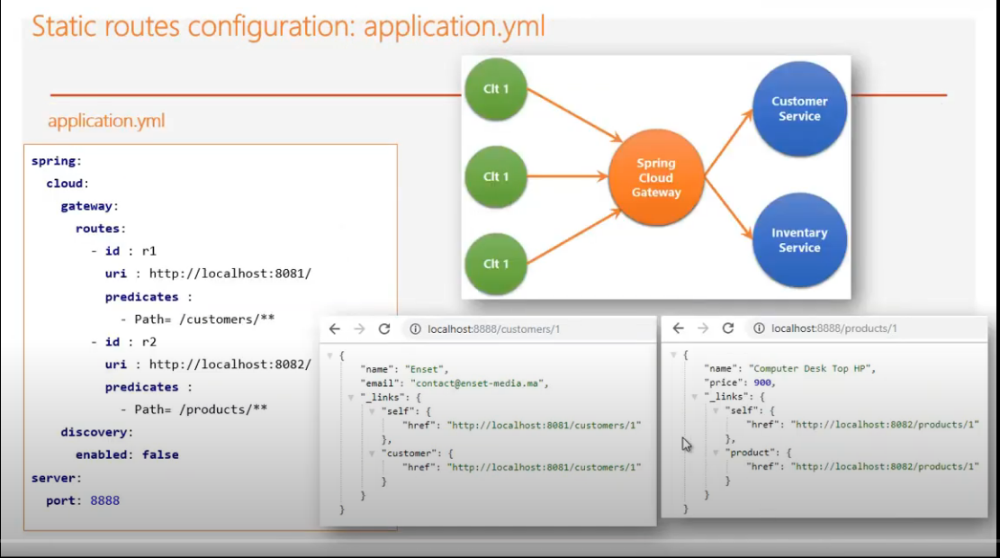 Static routes configuration: application.yml
application.yml
spring:
cloud:
gateway:
routes:
- id : r1
uri : http://localhost:8081/
predicates :
- Path= /customers/**
- id : r2
uri : http://localhost:8082/
predicates :
- Path= /products/**
discovery:
enabled: false
server:
port: 8888
Clt 1
Clt 1
Clt 1
Spring
Cloud
Gateway
Customer
Service
Inventary
Service
localhost:8888/customers/1
{
"name": "Enset",
"email": "contact@enset-media.ma",
"_links": {
"self": {
"href": "http://localhost:8081/customers/1"
},
"customer": {
"href": "http://localhost:8081/customers/1"
}
}
}
localhost:8888/products/1
{
"name": "Computer Desk Top HP",
"price": 900,
"_links": {
"self": {
"href": "http://localhost:8082/products/1"
},
"product": {
"href": "http://localhost:8082/products/1"
}
}
}